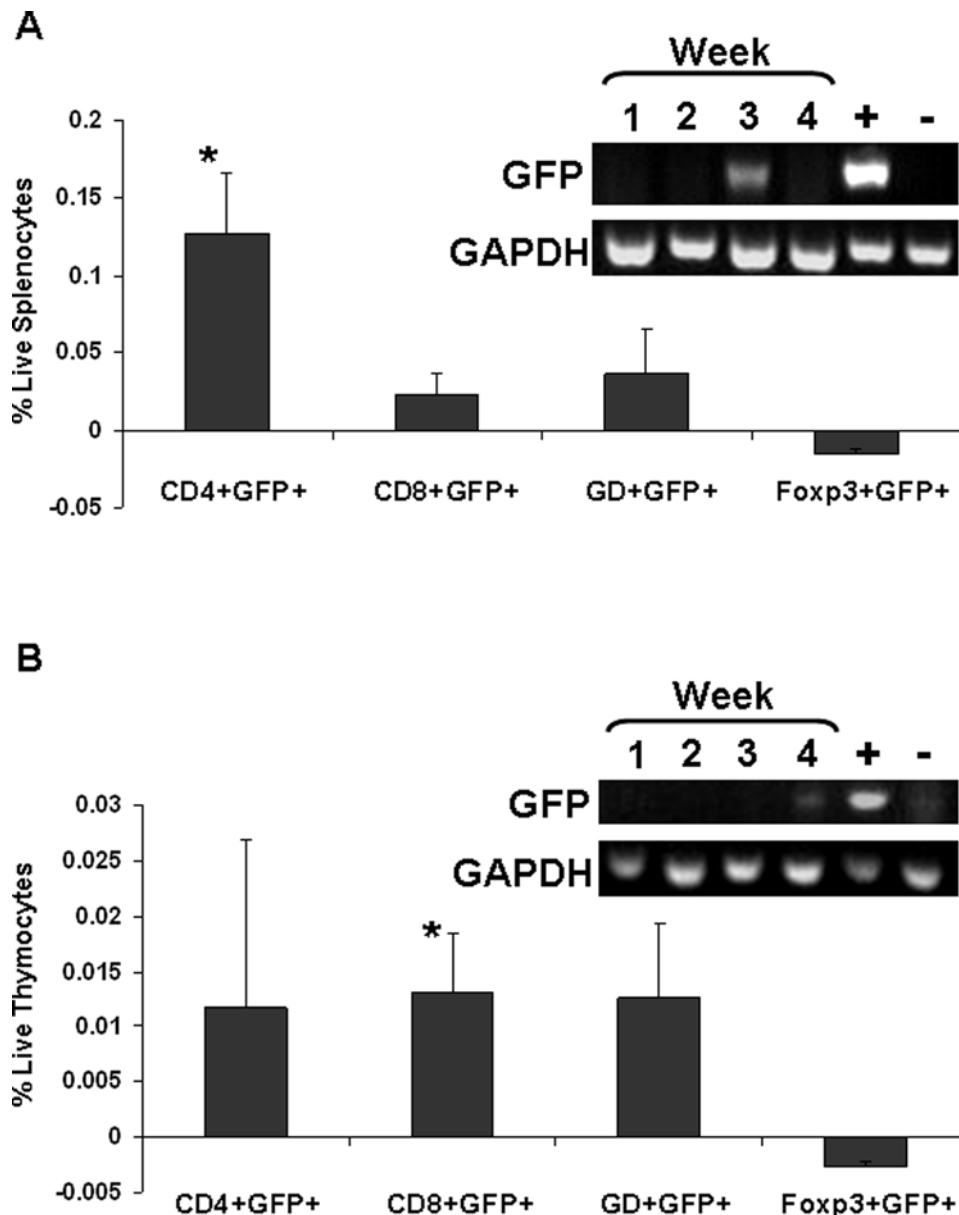 A
Week
1 2 3 4 + -
GFP
GAPDH
% Live Splenocytes
0.2
0.15
0.1
0.05
0
-0.05
*
CD4+GFP+ CD8+GFP+ GD+GFP+ Foxp3+GFP+
B
Week
1 2 3 4 + -
GFP
GAPDH
% Live Thymocytes
0.03
0.025
0.02
0.015
0.01
0.005
0
-0.005
*
CD4+GFP+ CD8+GFP+ GD+GFP+ Foxp3+GFP+